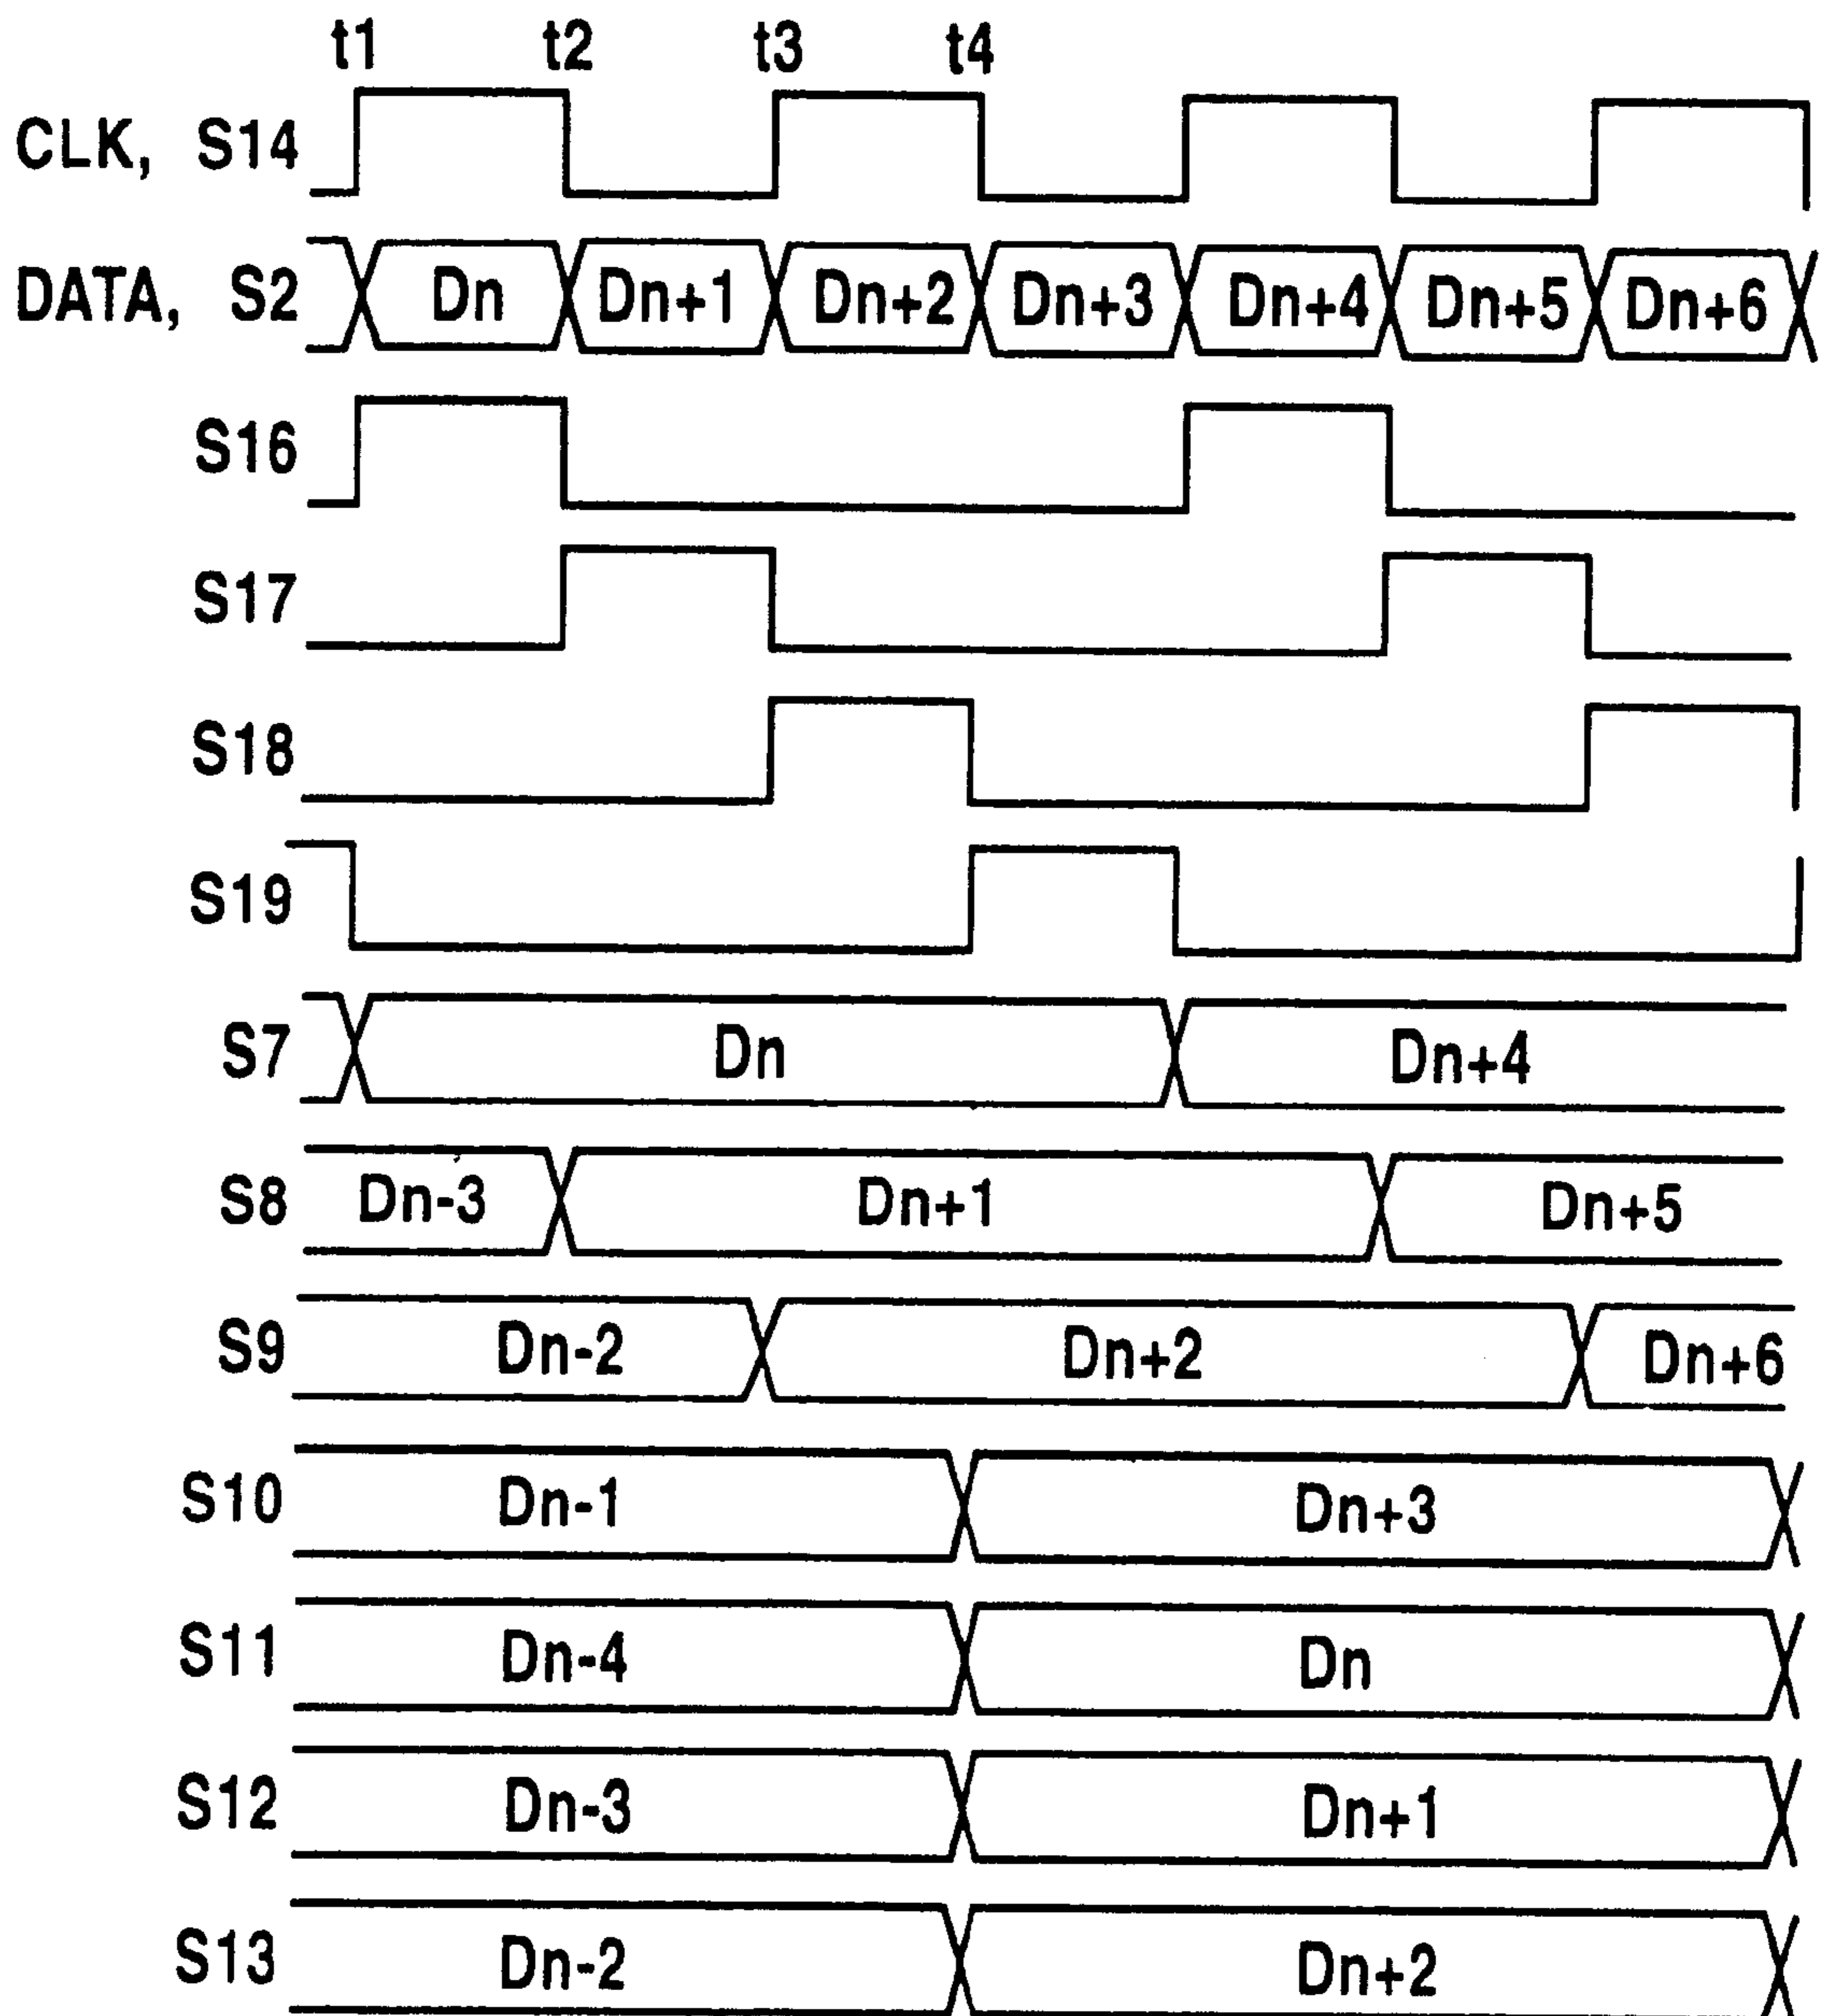 t1 t2 t3 t4
CLK, S14
DATA, S2 Dn Dn+1 Dn+2 Dn+3 Dn+4 Dn+5 Dn+6
S16
S17
S18
S19
S7 Dn Dn+4
S8 Dn-3 Dn+1 Dn+5
S9 Dn-2 Dn+2 Dn+6
S10 Dn-1 Dn+3
S11 Dn-4 Dn
S12 Dn-3 Dn+1
S13 Dn-2 Dn+2